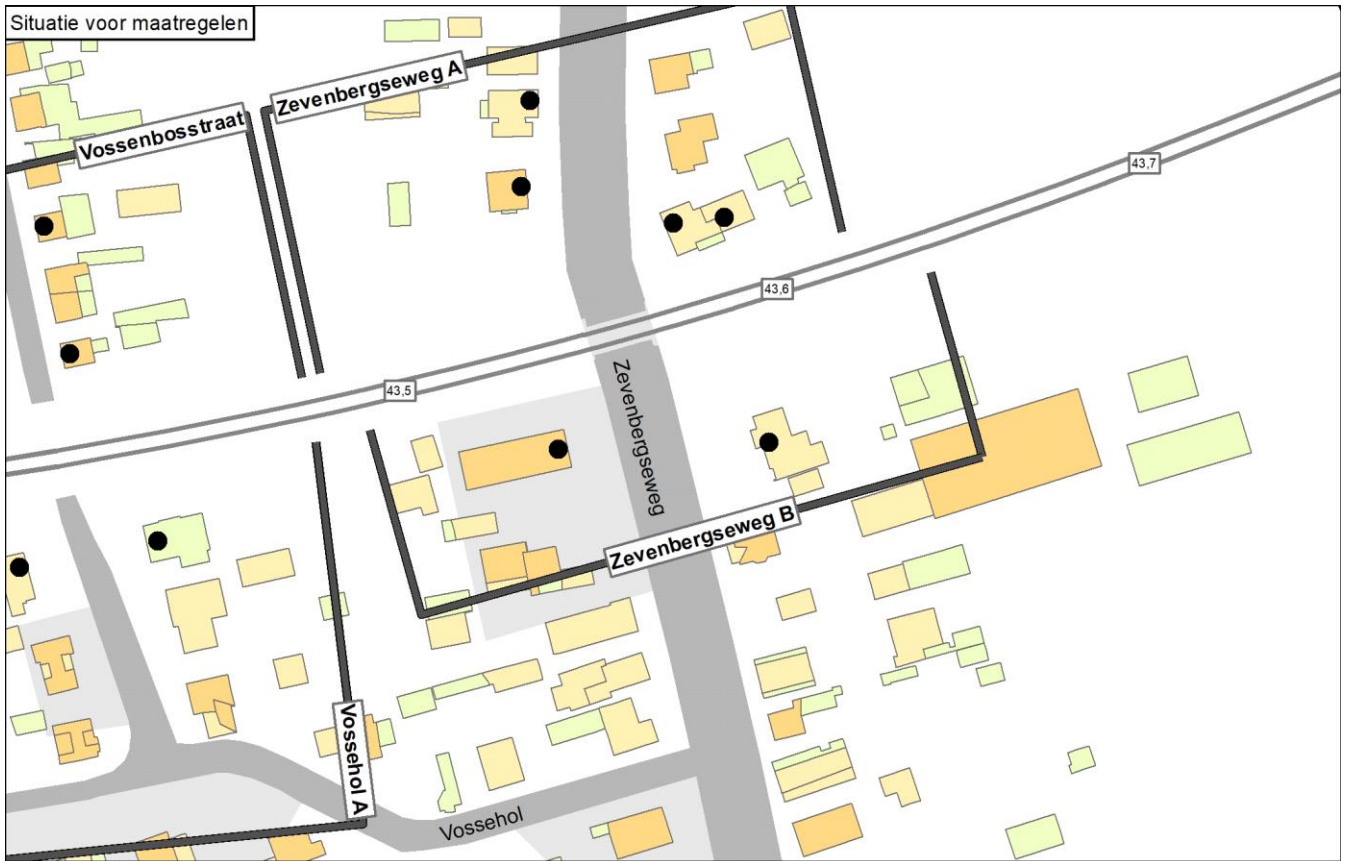 Situatie voor maatregelen
Zevenbergseweg A
Vossenbosstraat
43,7
43,6
43,5
Zevenbergseweg
Zevenbergseweg B
Vossehol A
Vossehol